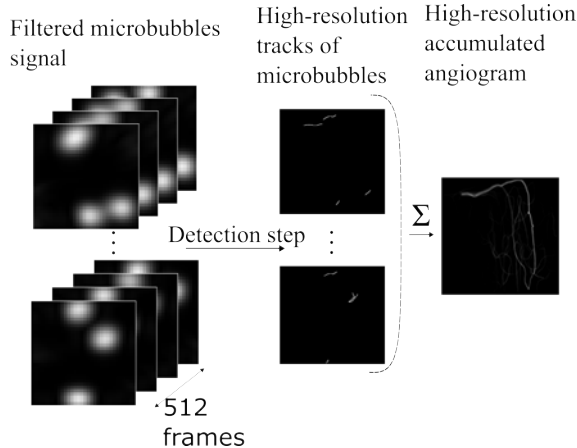 Filtered microbubbles
signal
High-resolution
tracks of
microbubbles
High-resolution
accumulated
angiogram
Detection step
Σ
512
frames